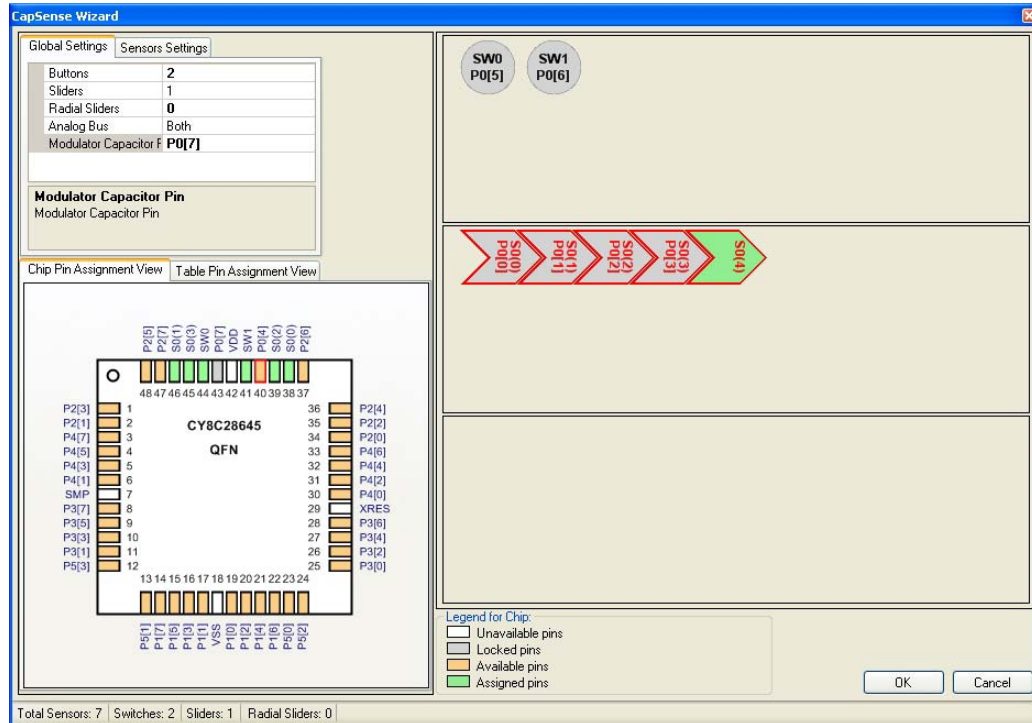 CapSense Wizard
Global Settings
Sensors Settings
Buttons 2
Sliders 1
Radial Sliders 0
Analog Bus Both
Modulator Capacitor P P0[7]
Modulator Capacitor Pin
Modulator Capacitor Pin
SW0
P0[5]
SW1
P0[6]
S0(0)
P0[0]
S0(1)
P0[1]
S0(2)
P0[2]
S0(3)
P0[3]
S0(4)
Chip Pin Assignment View
Table Pin Assignment View
P2[5] P2[7] S0(1) S0(3) SW0 P0[7] VDD SW1 P0[4] S0(2) S0(0) P2[6]
48 47 46 45 44 43 42 41 40 39 38 37
P2[3] 1 36 P2[4]
P2[1] 2 35 P2[2]
P4[7] 3 34 P2[0]
P4[5] 4 33 P4[6]
P4[3] 5 32 P4[4]
P4[1] 6 31 P4[2]
SMP 7 30 P4[0]
P3[7] 8 29 XRES
P3[5] 9 28 P3[6]
P3[3] 10 27 P3[4]
P3[1] 11 26 P3[2]
P5[3] 12 25 P3[0]
CY8C28645
QFN
13 14 15 16 17 18 19 20 21 22 23 24
P5[1] P1[7] P1[5] P1[3] P1[1] VSS P1[0] P1[2] P1[4] P1[6] P5[0] P5[2]
Legend for Chip:
Unavailable pins
Locked pins
Available pins
Assigned pins
OK
Cancel
Total Sensors: 7 Switches: 2 Sliders: 1 Radial Sliders: 0